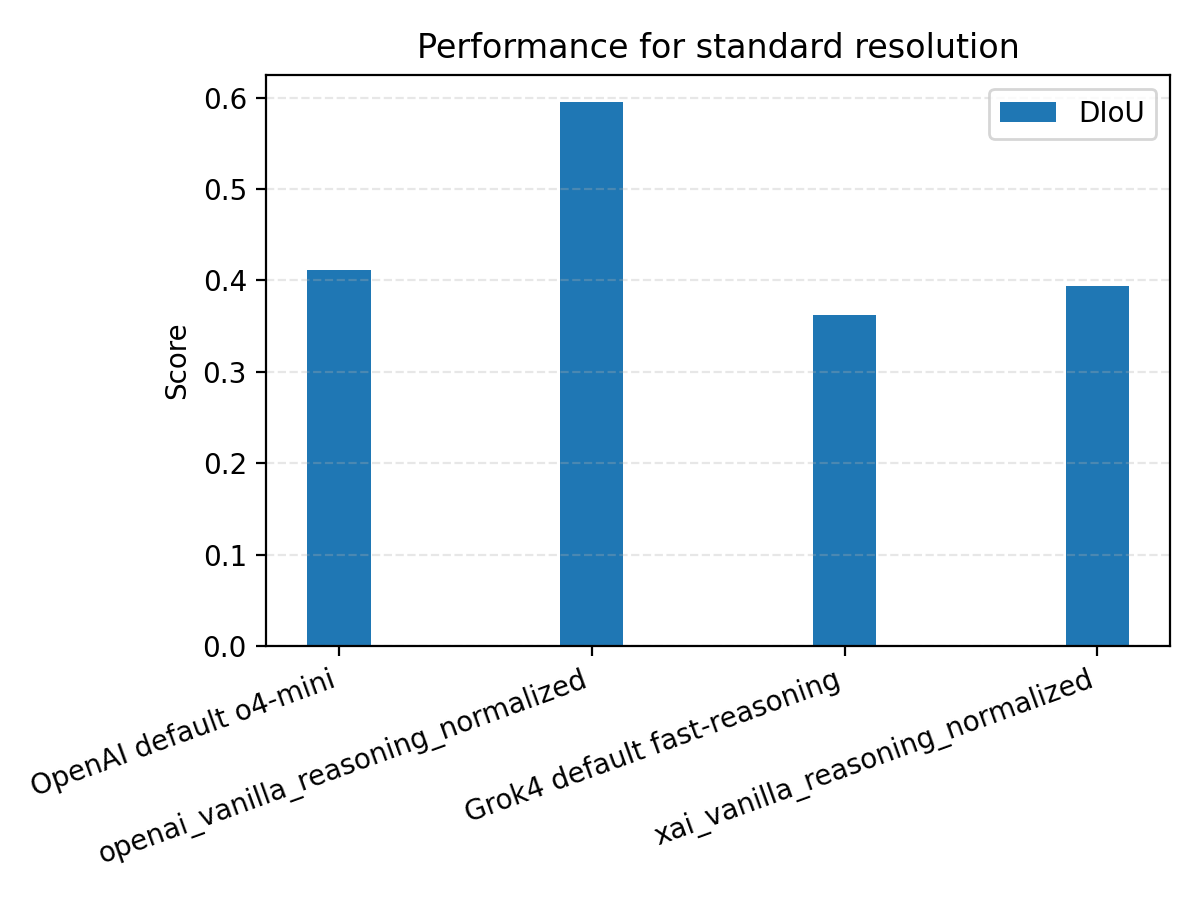 Performance for standard resolution
DIoU
Score
0.6
0.5
0.4
0.3
0.2
0.1
0.0
OpenAI default o4-mini
openai_vanilla_reasoning_normalized
Grok4 default fast-reasoning
xai_vanilla_reasoning_normalized